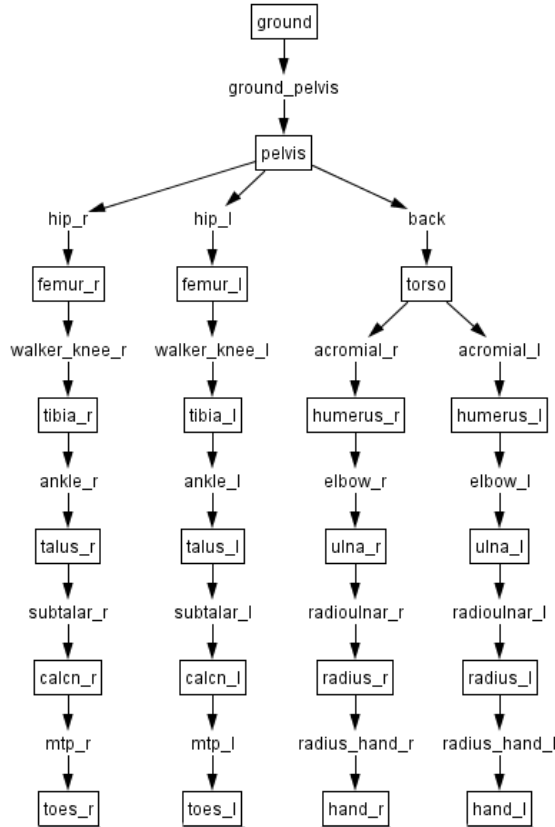 ground
ground_pelvis
pelvis
hip_r hip_l back
femur_r femur_l torso
walker_knee_r walker_knee_l acromial_r acromial_l
tibia_r tibia_l humerus_r humerus_l
ankle_r ankle_l elbow_r elbow_l
talus_r talus_l ulna_r ulna_l
subtalar_r subtalar_l radioulnar_r radioulnar_l
calcn_r calcn_l radius_r radius_l
mtp_r mtp_l radius_hand_r radius_hand_l
toes_r toes_l hand_r hand_l